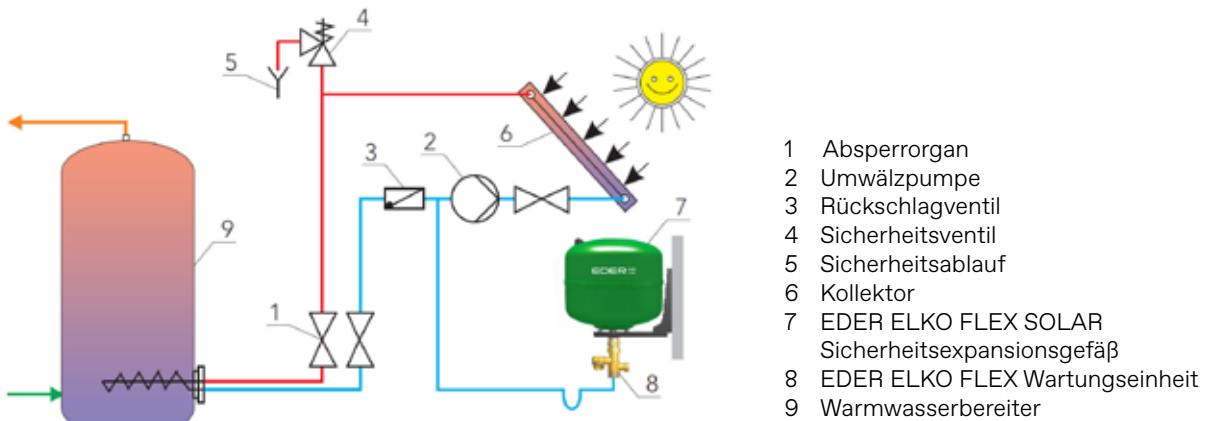 4
5
6
3
2
7
9
EDER
1
8
1 Absperrorgan
2 Umwälzpumpe
3 Rückschlagventil
4 Sicherheitsventil
5 Sicherheitsablauf
6 Kollektor
7 EDER ELKO FLEX SOLAR
Sicherheitsexpansionsgefäß
8 EDER ELKO FLEX Wartungseinheit
9 Warmwasserbereiter